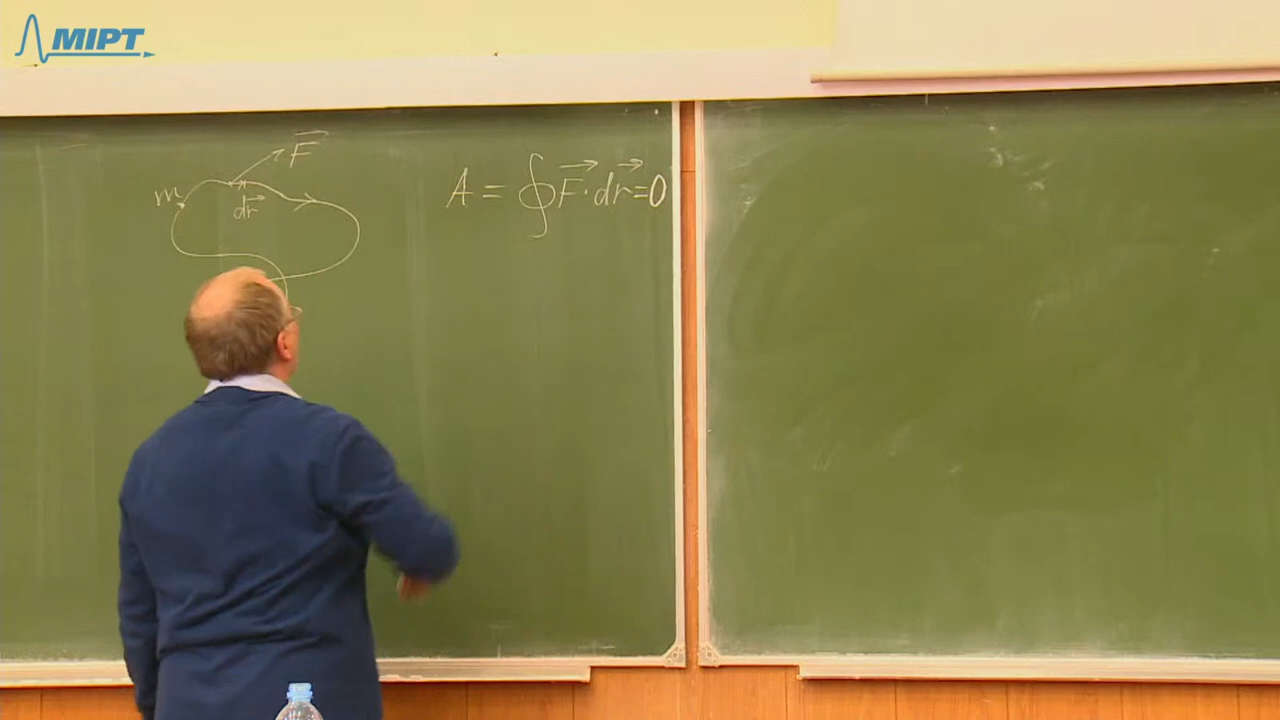 MIPT
F⃗
m
dr⃗
A = ∮ F⃗ · dr⃗ = 0